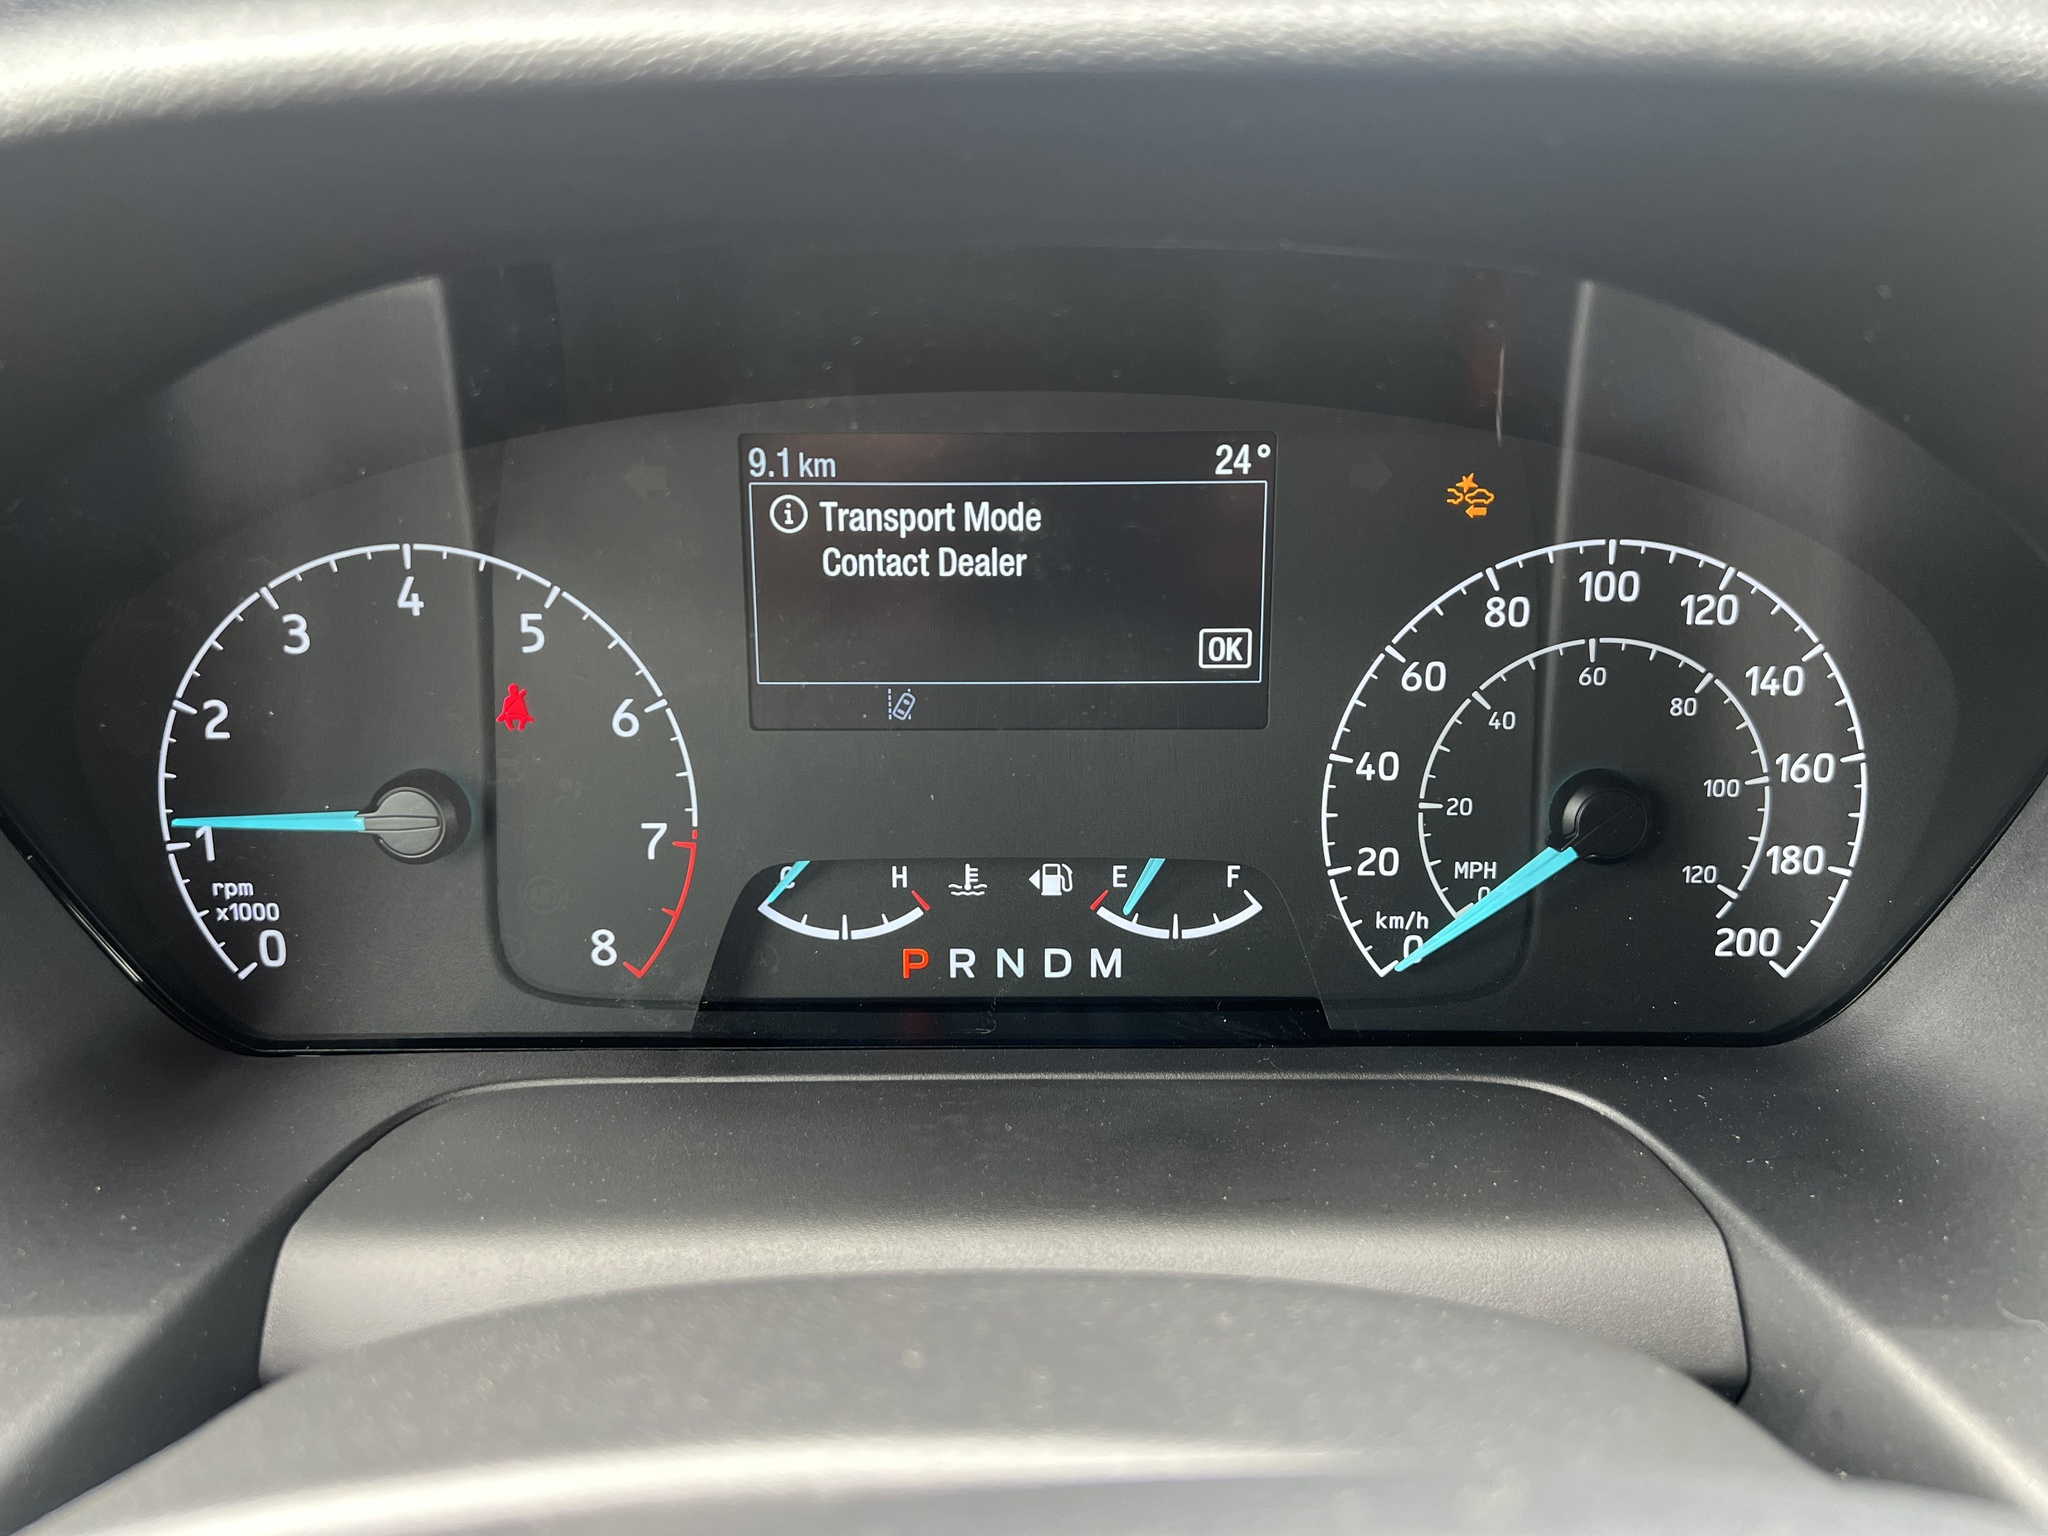 9.1 km 24°
i Transport Mode
Contact Dealer
OK
0 1 2 3 4 5 6 7 8
rpm
x1000
C H E F
P R N D M
0 20 40 60 80 100 120 140 160 180 200
km/h
0 20 40 60 80 100 120
MPH